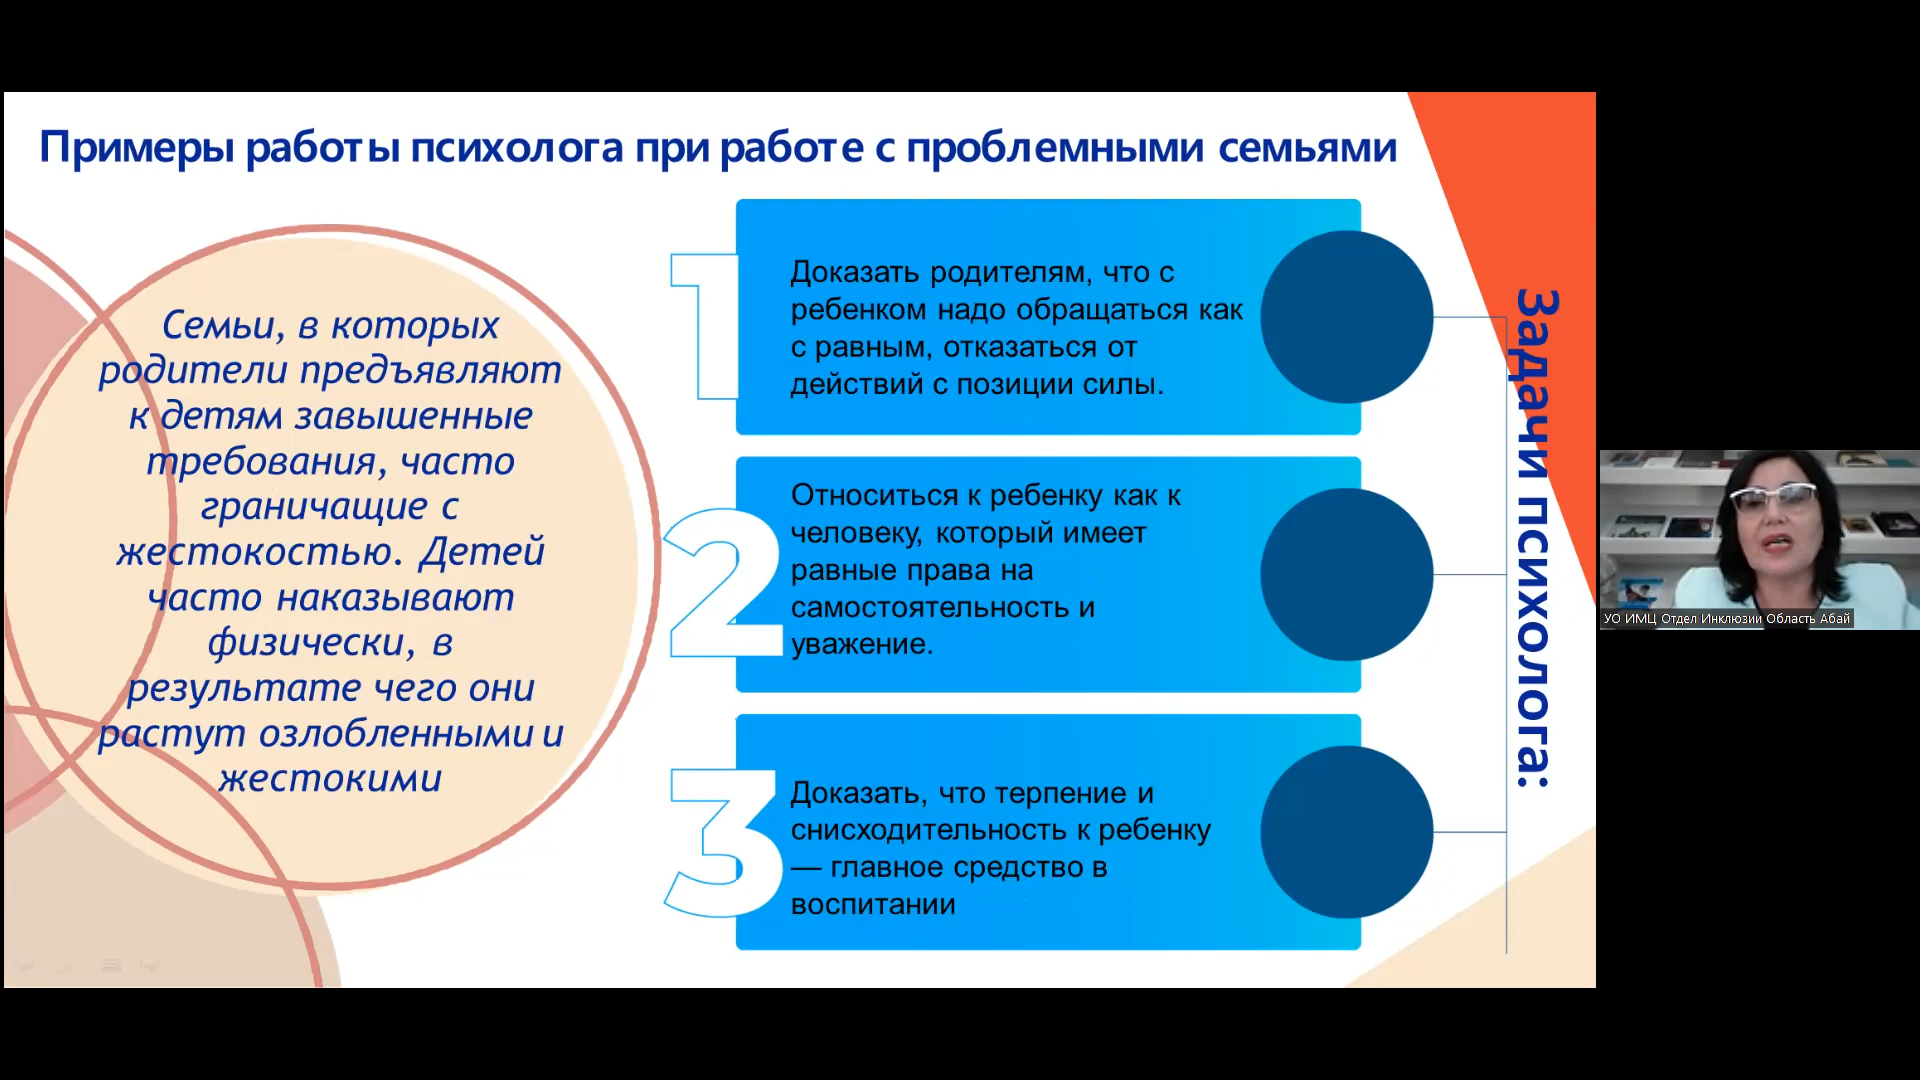 Примеры работы психолога при работе с проблемными семьями
Семьи, в которых
родители предъявляют
к детям завышенные
требования, часто
граничащие с
жестокостью. Детей
часто наказывают
физически, в
результате чего они
растут озлобленными и
жестокими
1
Доказать родителям, что с
ребенком надо обращаться как
с равным, отказаться от
действий с позиции силы.
2
Относиться к ребенку как к
человеку, который имеет
равные права на
самостоятельность и
уважение.
3
Доказать, что терпение и
снисходительность к ребенку
— главное средство в
воспитании
Задачи психолога:
УО ИМЦ Отдел Инклюзии Область Абай